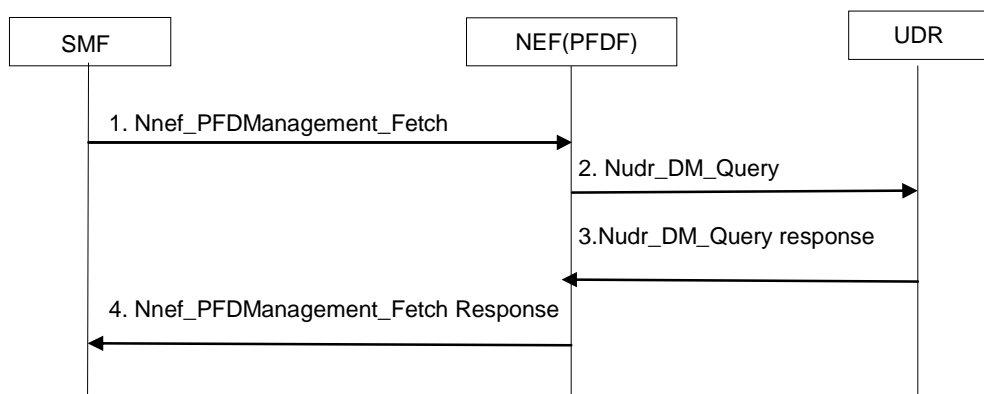 SMF
NEF(PFDF)
UDR
1. Nnef_PFDManagement_Fetch
2. Nudr_DM_Query
3.Nudr_DM_Query response
4. Nnef_PFDManagement_Fetch Response